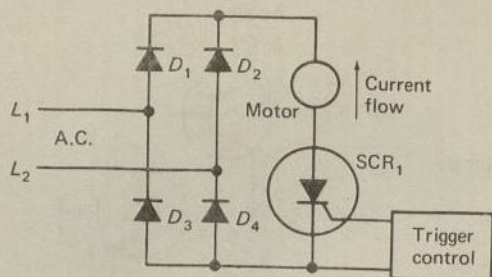 D₁
D₂
L₁
A.C.
L₂
Motor
Current
flow
SCR₁
D₃
D₄
Trigger
control